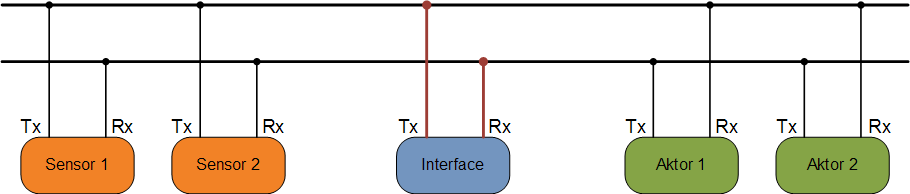 Tx Rx Tx Rx Tx Rx Tx Rx Tx Rx
Sensor 1 Sensor 2 Interface Aktor 1 Aktor 2